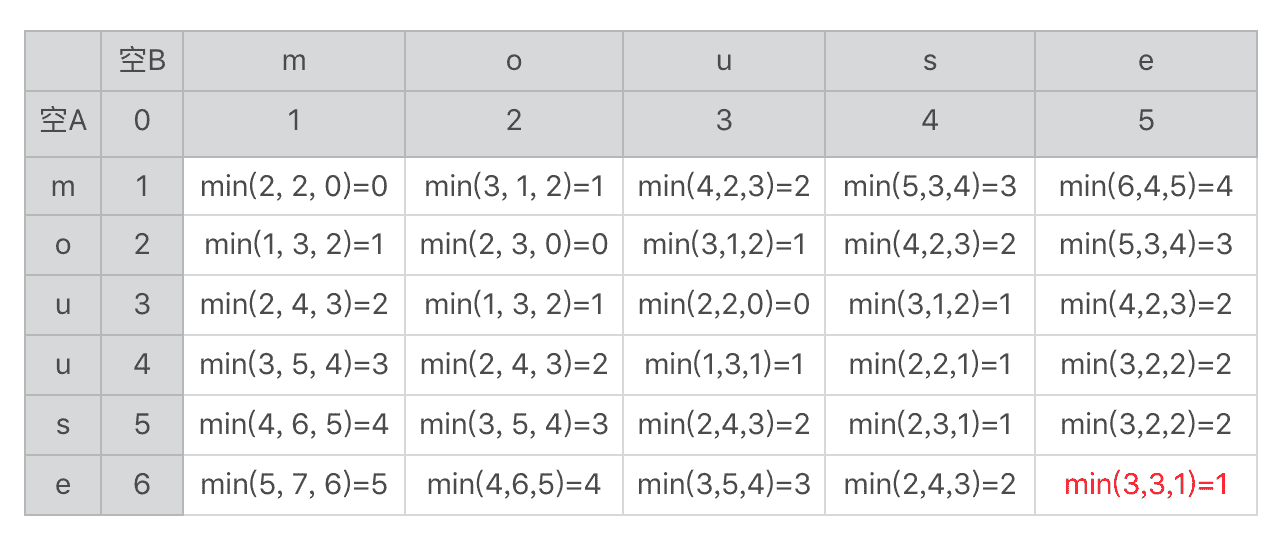 空B m o u s e
空A 0 1 2 3 4 5
m 1 min(2, 2, 0)=0 min(3, 1, 2)=1 min(4,2,3)=2 min(5,3,4)=3 min(6,4,5)=4
o 2 min(1, 3, 2)=1 min(2, 3, 0)=0 min(3,1,2)=1 min(4,2,3)=2 min(5,3,4)=3
u 3 min(2, 4, 3)=2 min(1, 3, 2)=1 min(2,2,0)=0 min(3,1,2)=1 min(4,2,3)=2
u 4 min(3, 5, 4)=3 min(2, 4, 3)=2 min(1,3,1)=1 min(2,2,1)=1 min(3,2,2)=2
s 5 min(4, 6, 5)=4 min(3, 5, 4)=3 min(2,4,3)=2 min(2,3,1)=1 min(3,2,2)=2
e 6 min(5, 7, 6)=5 min(4,6,5)=4 min(3,5,4)=3 min(2,4,3)=2 min(3,3,1)=1